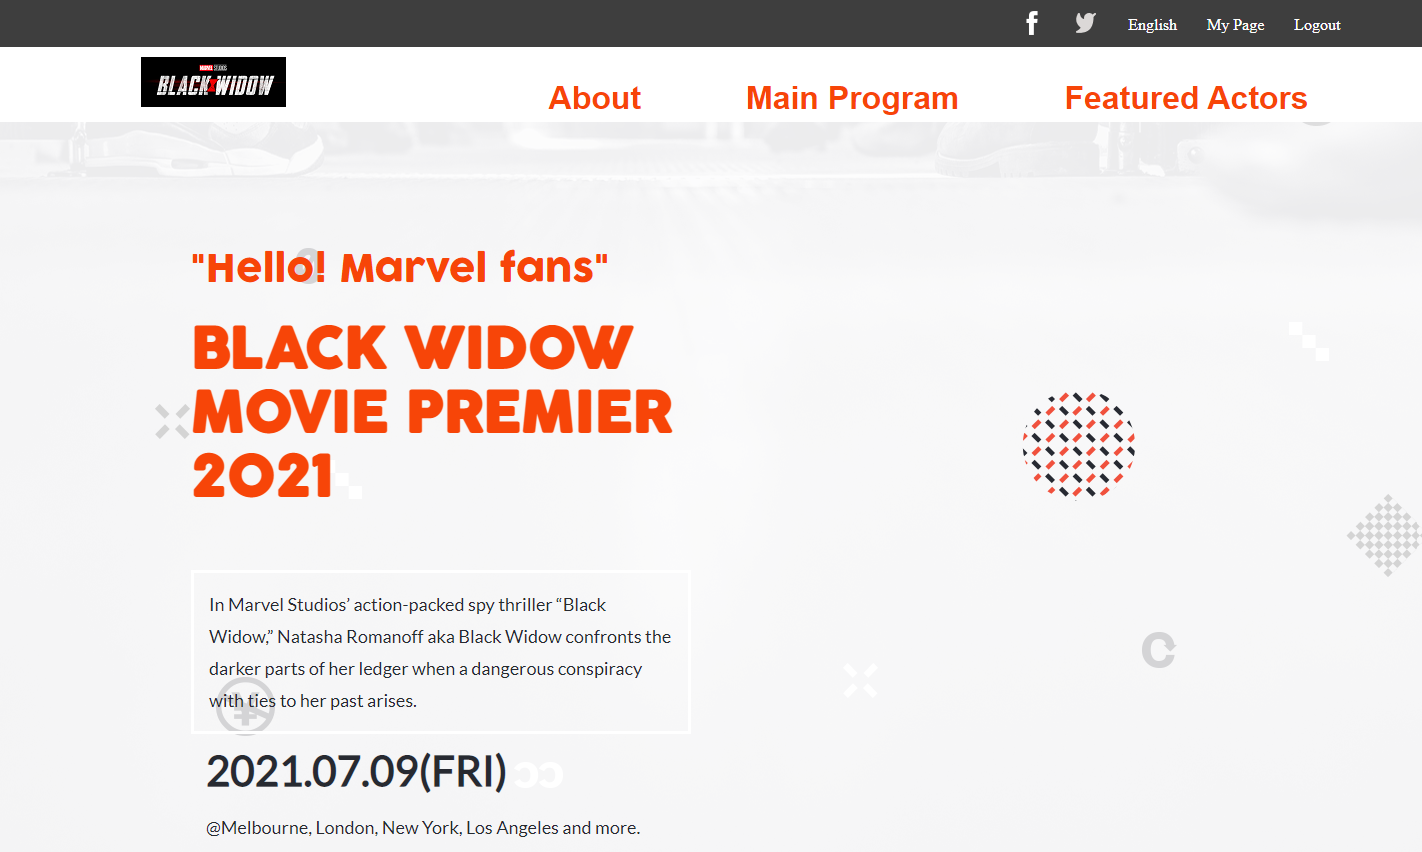 English My Page Logout
MARVEL STUDIOS
BLACK WIDOW
About Main Program Featured Actors
"Hello! Marvel fans"
BLACK WIDOW
MOVIE PREMIER
2021
In Marvel Studios’ action-packed spy thriller “Black
Widow,” Natasha Romanoff aka Black Widow confronts the
darker parts of her ledger when a dangerous conspiracy
with ties to her past arises.
2021.07.09(FRI)
@Melbourne, London, New York, Los Angeles and more.